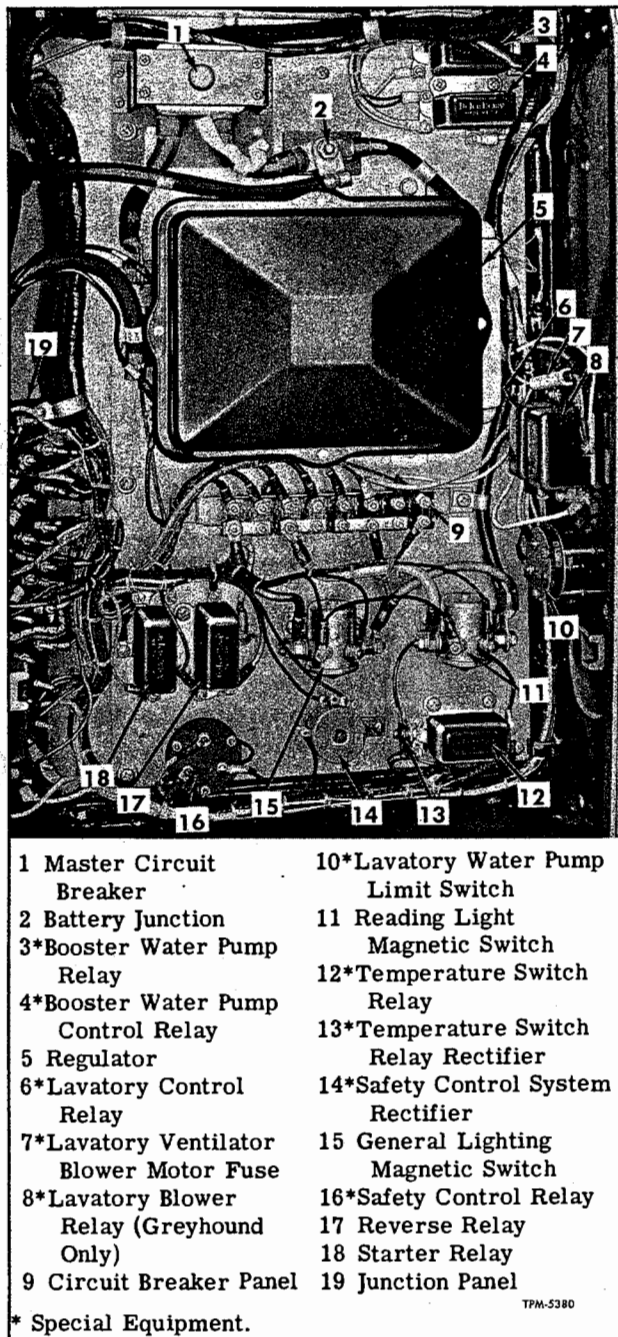 1
3
4
2
5
6
7
8
19
9
10
11
18
17
16
15
14
13
12
1 Master Circuit
Breaker
2 Battery Junction
3*Booster Water Pump
Relay
4*Booster Water Pump
Control Relay
5 Regulator
6*Lavatory Control
Relay
7*Lavatory Ventilator
Blower Motor Fuse
8*Lavatory Blower
Relay (Greyhound
Only)
9 Circuit Breaker Panel
10*Lavatory Water Pump
Limit Switch
11 Reading Light
Magnetic Switch
12*Temperature Switch
Relay
13*Temperature Switch
Relay Rectifier
14*Safety Control System
Rectifier
15 General Lighting
Magnetic Switch
16*Safety Control Relay
17 Reverse Relay
18 Starter Relay
19 Junction Panel
TPM-5380
* Special Equipment.